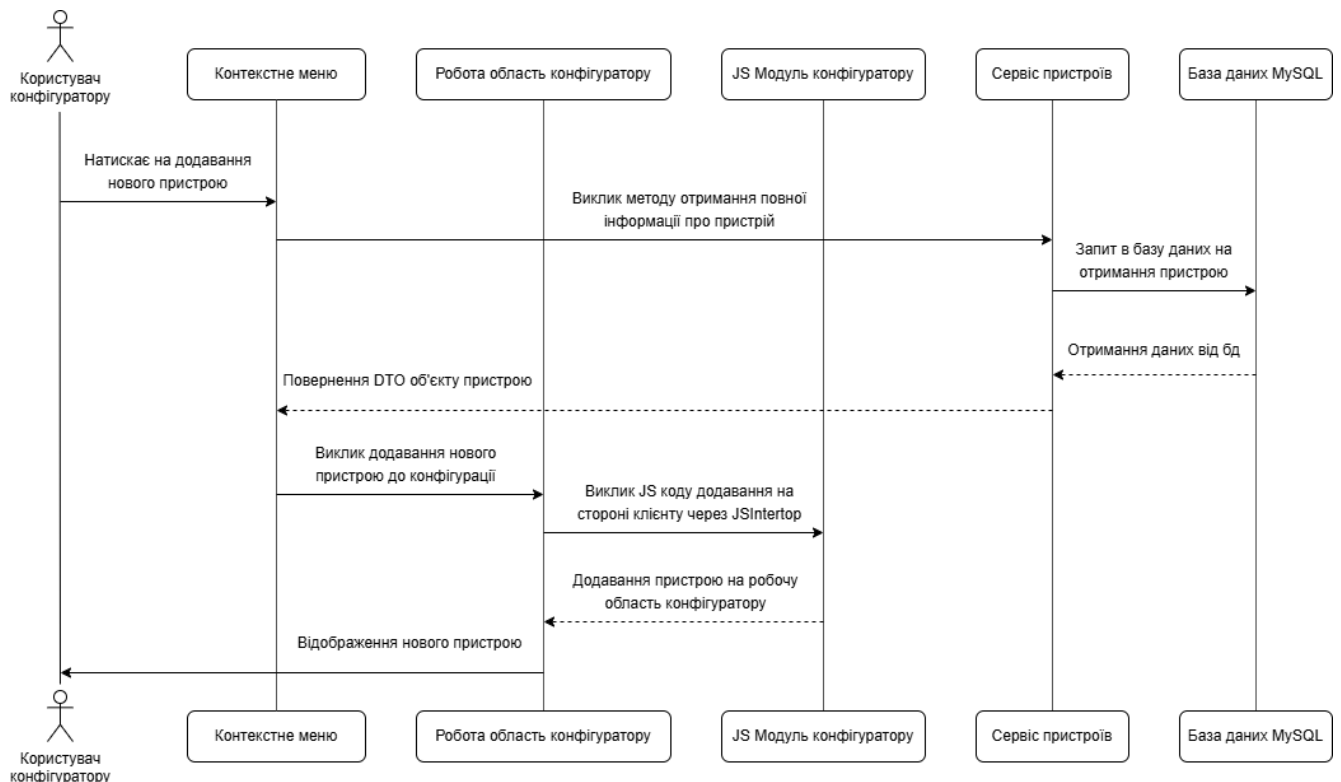 Користувач
конфігуратору
Контекстне меню
Робота область конфігуратору
JS Модуль конфігуратору
Сервіс пристроїв
База даних MySQL
Натискає на додавання
нового пристрою
Виклик методу отримання повної
інформації про пристрій
Запит в базу даних на
отримання пристрою
Отримання даних від бд
Повернення DTO об'єкту пристрою
Виклик додавання нового
пристрою до конфігурації
Виклик JS коду додавання на
стороні клієнту через JSIntertop
Додавання пристрою на робочу
область конфігуратору
Відображення нового пристрою
Користувач
конфігуратору
Контекстне меню
Робота область конфігуратору
JS Модуль конфігуратору
Сервіс пристроїв
База даних MySQL